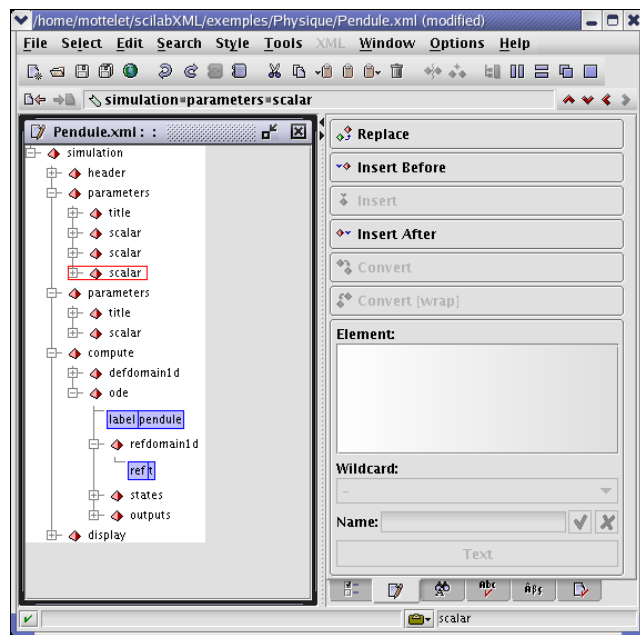 /home/mottelet/scilabXML/exemples/Physique/Pendule.xml (modified)
File Select Edit Search Style Tools XML Window Options Help
simulation=parameters=scalar
Pendule.xml : :
simulation
header
parameters
title
scalar
scalar
scalar
parameters
title
scalar
compute
defdomain1d
ode
label pendule
refdomain1d
ref t
states
outputs
display
Replace
Insert Before
Insert
Insert After
Convert
Convert [wrap]
Element:
Wildcard:
-
Name:
Text
scalar